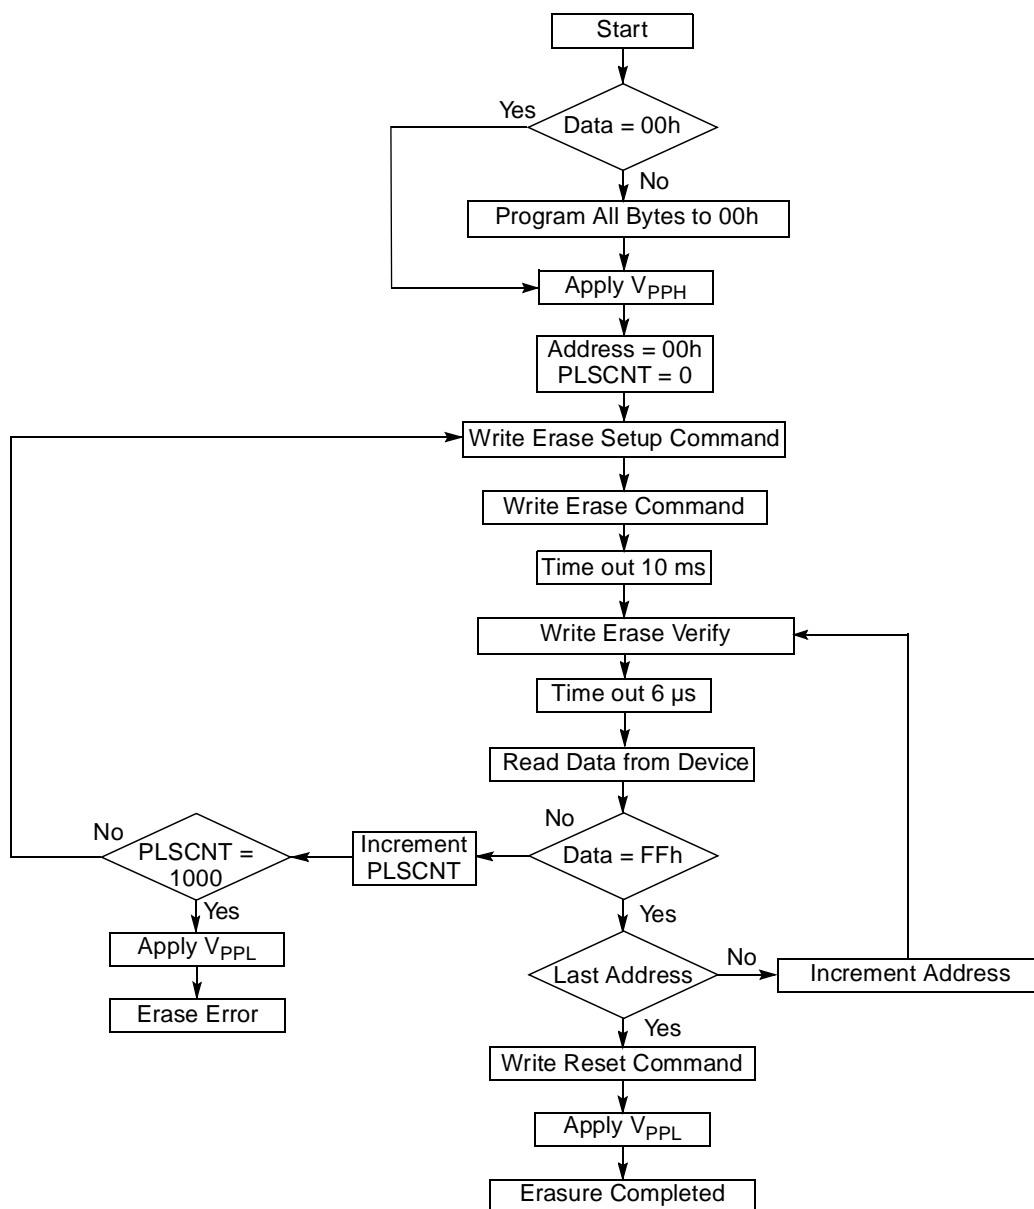 Start
Yes
Data = 00h
No
Program All Bytes to 00h
Apply VPPH
Address = 00h
PLSCNT = 0
Write Erase Setup Command
Write Erase Command
Time out 10 ms
Write Erase Verify
Time out 6 µs
Read Data from Device
No
PLSCNT =
1000
Increment
PLSCNT
No
Data = FFh
Yes
Yes
Apply VPPL
Erase Error
Last Address
No
Increment Address
Yes
Write Reset Command
Apply VPPL
Erasure Completed